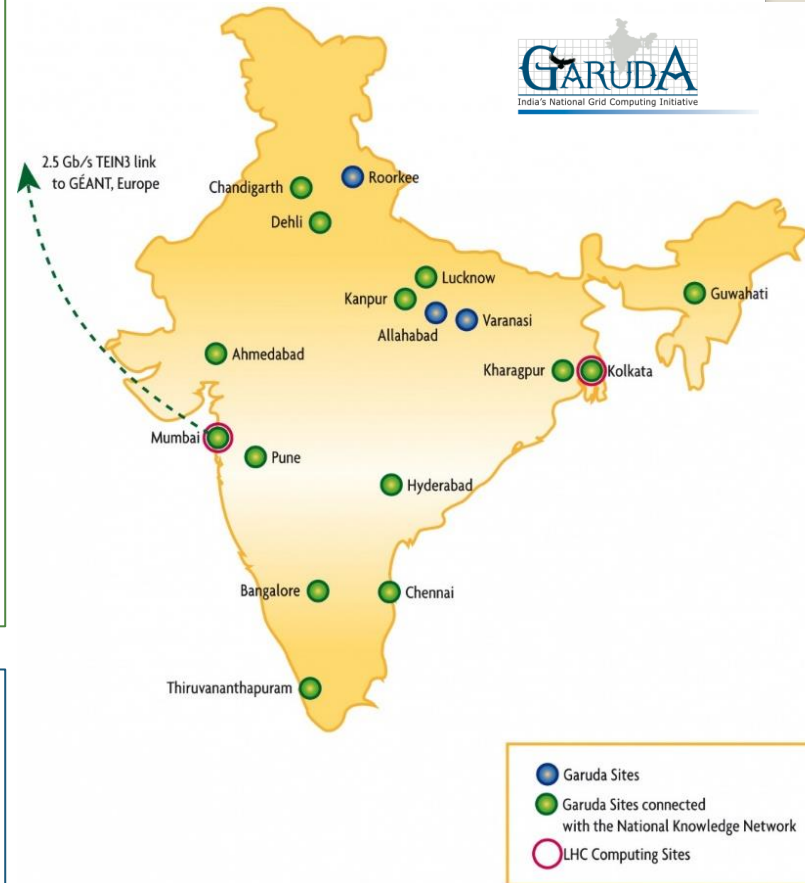 GARUDA
India's National Grid Computing Initiative
2.5 Gb/s TEIN3 link
to GÉANT, Europe
Roorkee
Chandigarth
Dehli
Lucknow
Kanpur
Guwahati
Allahabad
Varanasi
Ahmedabad
Kharagpur
Kolkata
Mumbai
Pune
Hyderabad
Bangalore
Chennai
Thiruvananthapuram
Garuda Sites
Garuda Sites connected
with the National Knowledge Network
LHC Computing Sites